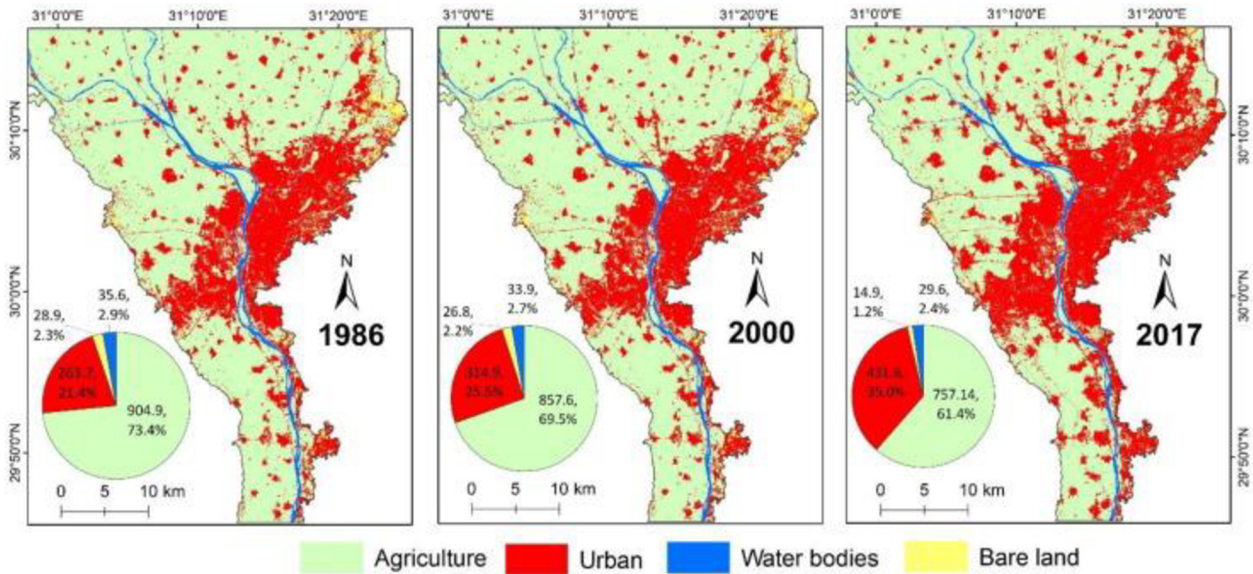 31°0'0"E 31°10'0"E 31°20'0"E
31°0'0"E 31°10'0"E 31°20'0"E
31°10'0"E 31°20'0"E
30°10'0"N
30°0'0"N
29°50'0"N
N
1986
28.9,
2.3%
35.6,
2.9%
263.7,
21.4%
904.9,
73.4%
0 5 10 km
N
2000
26.8,
2.2%
33.9,
2.7%
314.9,
25.5%
857.6,
69.5%
0 5 10 km
N
2017
14.9,
1.2%
29.6,
2.4%
431.6,
35.0%
757.14,
61.4%
0 5 10 km
30°10'0"N
30°0'0"N
29°50'0"N
Agriculture
Urban
Water bodies
Bare land